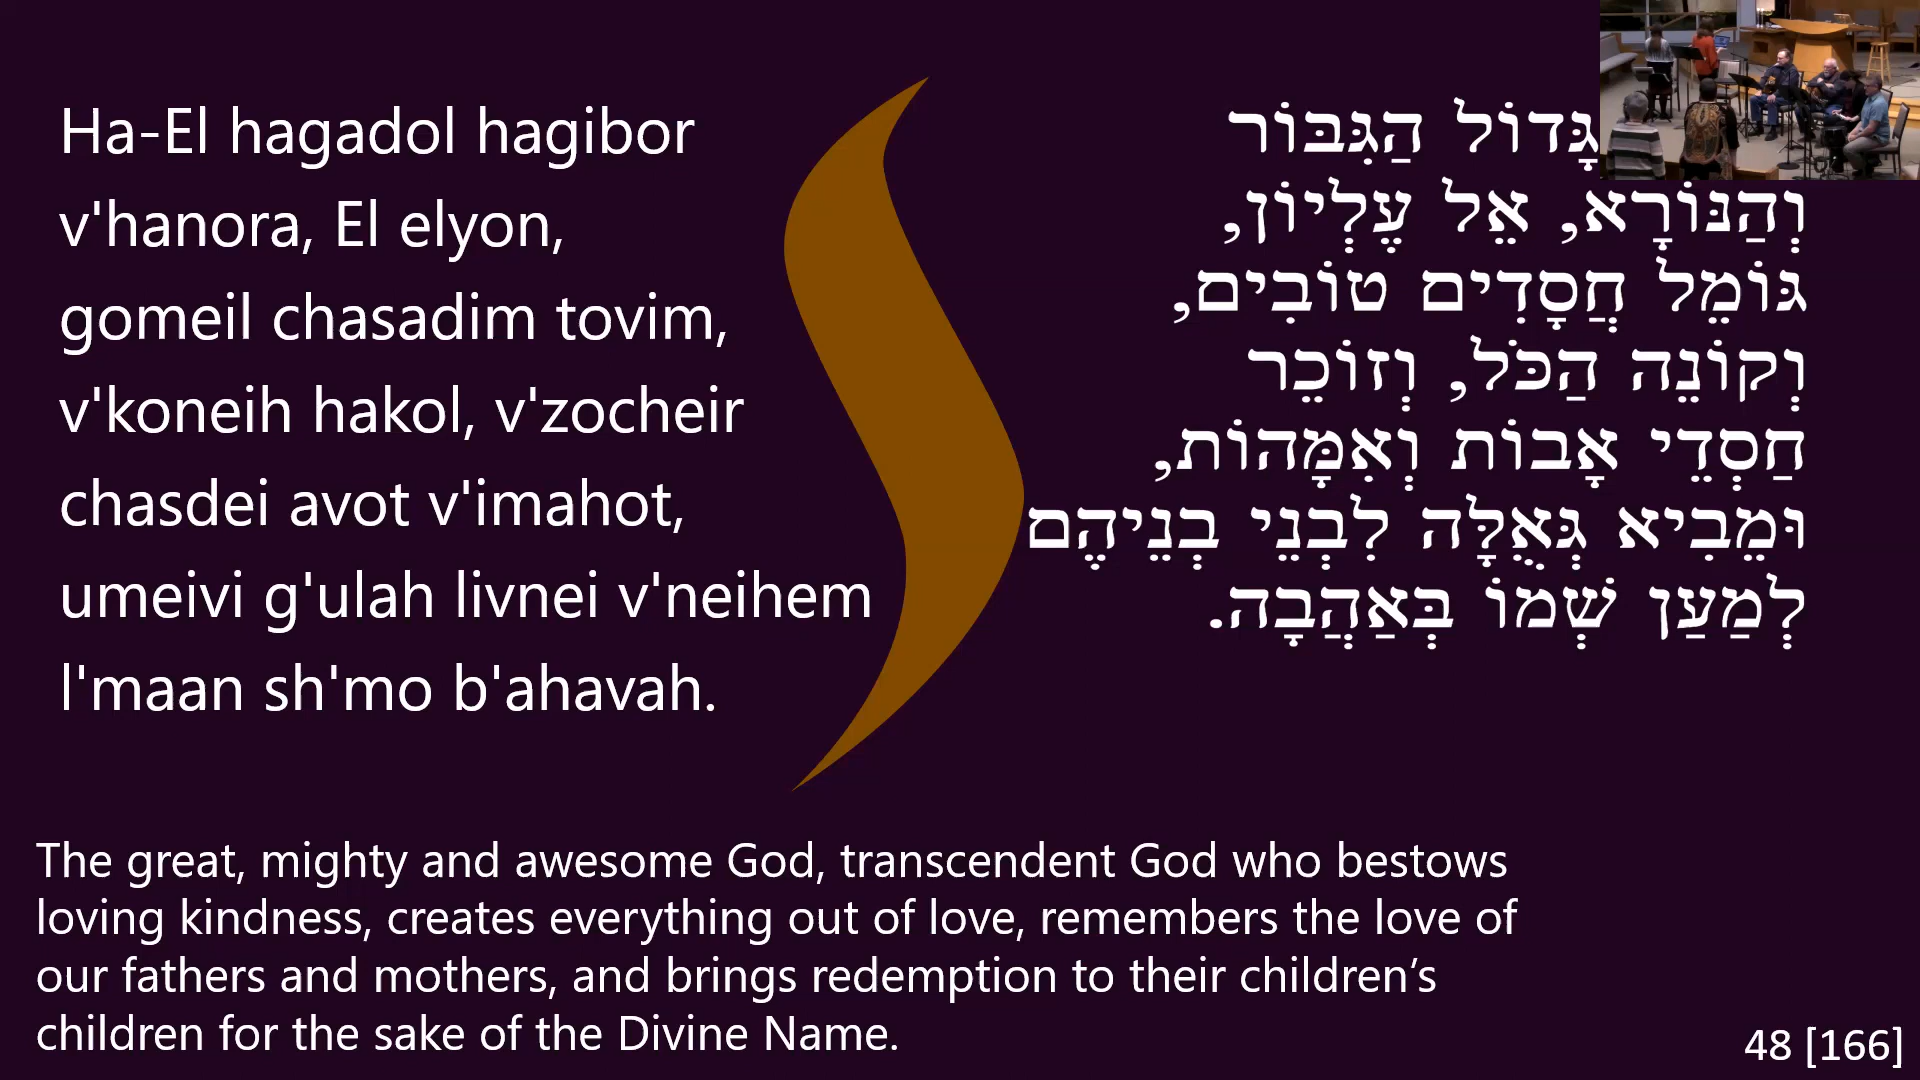 Ha-El hagadol hagibor
v'hanora, El elyon,
gomeil chasadim tovim,
v'koneih hakol, v'zocheir
chasdei avot v'imahot,
umeivi g'ulah livnei v'neihem
l'maan sh'mo b'ahavah.
גָּדוֹל הַגִּבּוֹר
וְהַנּוֹרָא, אֵל עֶלְיוֹן,
גּוֹמֵל חֲסָדִים טוֹבִים,
וְקוֹנֵה הַכֹּל, וְזוֹכֵר
חַסְדֵי אָבוֹת וְאִמָּהוֹת,
וּמֵבִיא גְּאֻלָּה לִבְנֵי בְנֵיהֶם
לְמַעַן שְׁמוֹ בְּאַהֲבָה.
The great, mighty and awesome God, transcendent God who bestows
loving kindness, creates everything out of love, remembers the love of
our fathers and mothers, and brings redemption to their children’s
children for the sake of the Divine Name.
48 [166]